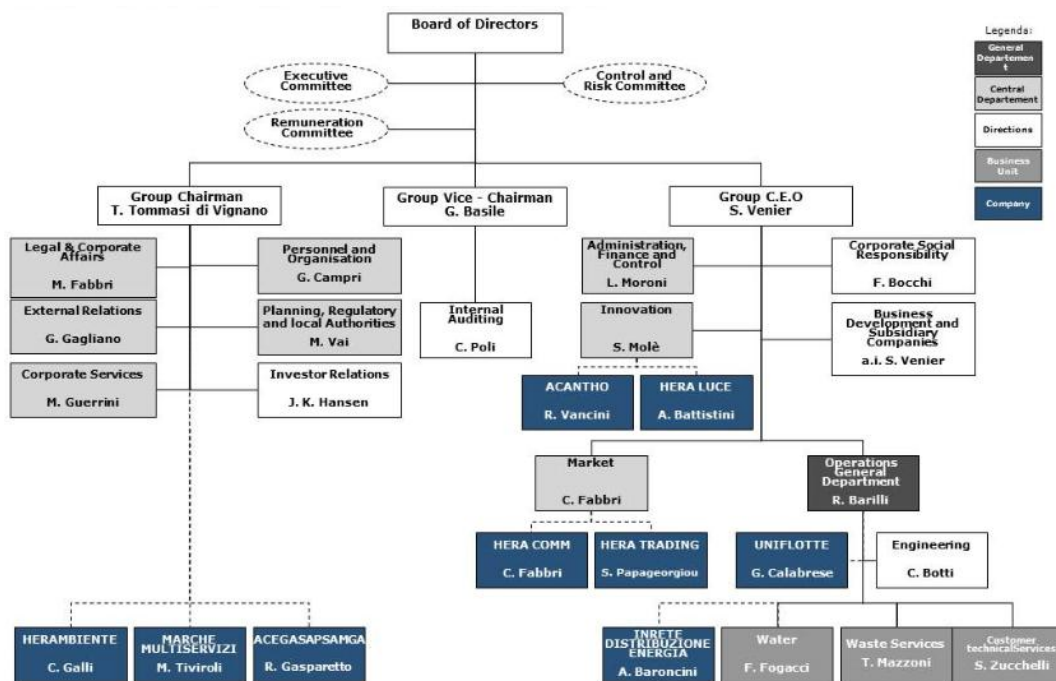 Board of Directors
Legenda:
General
Departemen
t
Central
Departement
Directions
Business
Unit
Company
Executive
Committee
Control and
Risk Committee
Remuneration
Committee
Group Chairman
T. Tommasi di Vignano
Group Vice - Chairman
G. Basile
Group C.E.O
S. Venier
Legal & Corporate
Affairs
M. Fabbri
Personnel and
Organisation
G. Campri
Administration,
Finance and
Control
L. Moroni
Corporate Social
Responsibility
F. Bocchi
External Relations
G. Gagliano
Planning, Regulatory
and local Authorities
M. Vai
Internal
Auditing
C. Poli
Innovation
S. Molè
Business
Development and
Subsidiary
Companies
a.i. S. Venier
Corporate Services
M. Guerrini
Investor Relations
J. K. Hansen
ACANTHO
R. Vancini
HERA LUCE
A. Battistini
Market
C. Fabbri
Operations
General
Department
R. Barilli
HERA COMM
C. Fabbri
HERA TRADING
S. Papageorgiou
UNIFLOTTE
G. Calabrese
Engineering
C. Botti
HERAMBIENTE
C. Galli
MARCHE
MULTISERVIZI
M. Tiviroli
ACEGASAPSAMGA
R. Gasparetto
INRETE
DISTRIBUZIONE
ENERGIA
A. Baroncini
Water
F. Fogacci
Waste Services
T. Mazzoni
Customer
technicalServices
S. Zucchelli